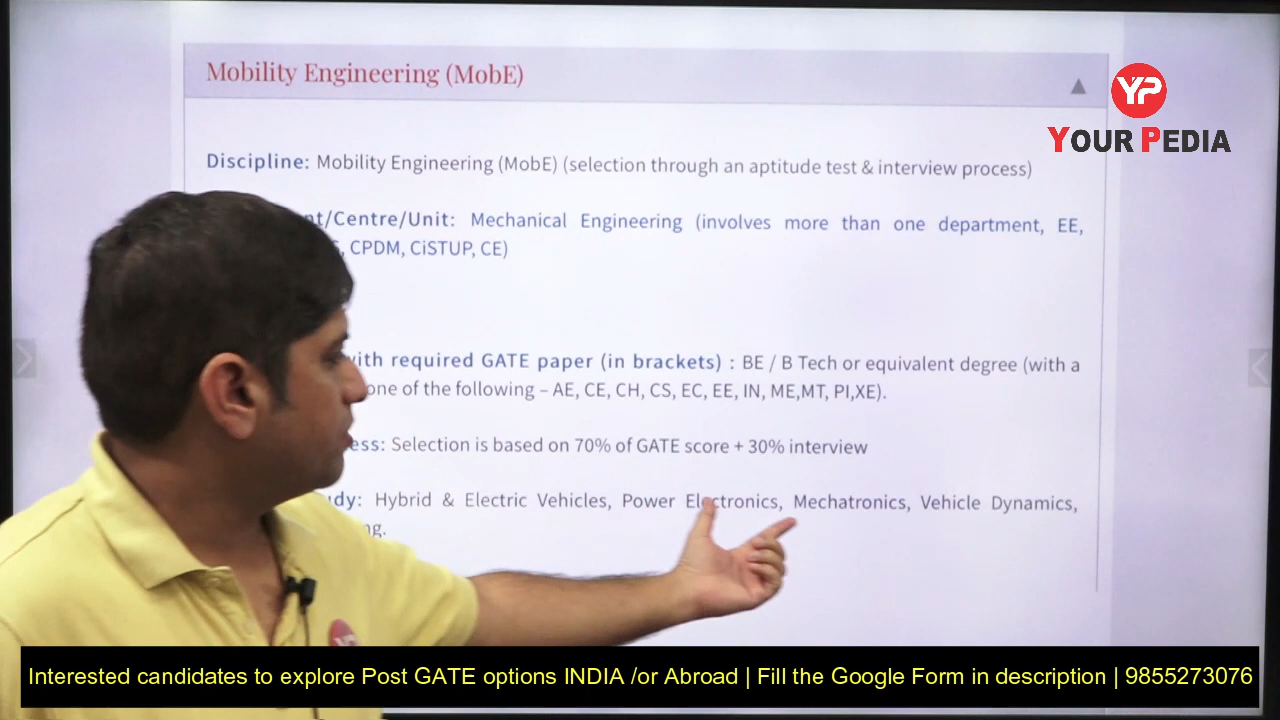 Mobility Engineering (MobE)
YP
YOUR PEDIA
Discipline: Mobility Engineering (MobE) (selection through an aptitude test & interview process)
/Centre/Unit: Mechanical Engineering (involves more than one department, EE,
CPDM, CiSTUP, CE)
with required GATE paper (in brackets) : BE / B Tech or equivalent degree (with a
one of the following – AE, CE, CH, CS, EC, EE, IN, ME,MT, PI,XE).
Selection is based on 70% of GATE score + 30% interview
Hybrid & Electric Vehicles, Power Electronics, Mechatronics, Vehicle Dynamics,
YP
Interested candidates to explore Post GATE options INDIA /or Abroad | Fill the Google Form in description | 9855273076